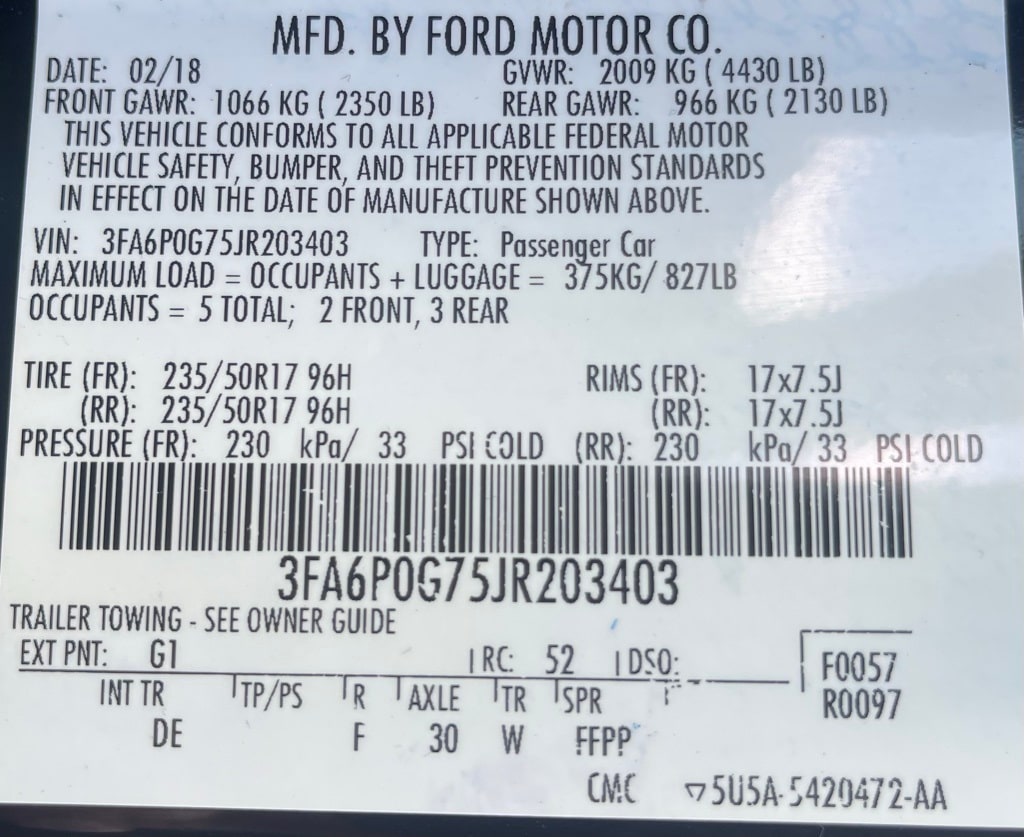 MFD. BY FORD MOTOR CO.
DATE: 02/18 GVWR: 2009 KG ( 4430 LB)
FRONT GAWR: 1066 KG ( 2350 LB) REAR GAWR: 966 KG ( 2130 LB)
THIS VEHICLE CONFORMS TO ALL APPLICABLE FEDERAL MOTOR
VEHICLE SAFETY, BUMPER, AND THEFT PREVENTION STANDARDS
IN EFFECT ON THE DATE OF MANUFACTURE SHOWN ABOVE.
VIN: 3FA6P0G75JR203403 TYPE: Passenger Car
MAXIMUM LOAD = OCCUPANTS + LUGGAGE = 375KG/ 827LB
OCCUPANTS = 5 TOTAL; 2 FRONT, 3 REAR
TIRE (FR): 235/50R17 96H RIMS (FR): 17x7.5J
(RR): 235/50R17 96H (RR): 17x7.5J
PRESSURE (FR): 230 kPa/ 33 PSI COLD (RR): 230 kPa/ 33 PSI COLD
3FA6P0G75JR203403
TRAILER TOWING - SEE OWNER GUIDE
EXT PNT: G1 RC: 52 DSO: F0057
INT TR TP/PS R AXLE TR SPR R0097
DE F 30 W FFPP
CMC ▽5U5A-5420472-AA